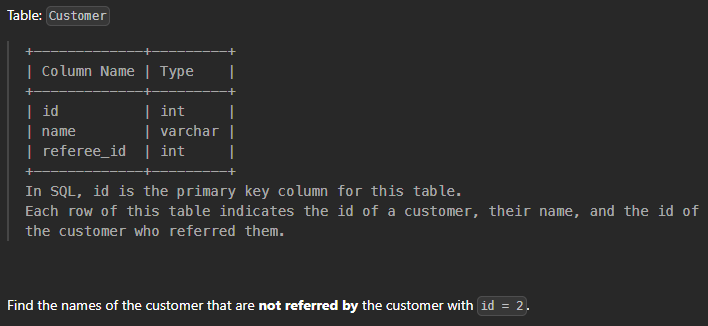 Table: Customer
+-------------+---------+
| Column Name | Type    |
+-------------+---------+
| id          | int     |
| name        | varchar |
| referee_id  | int     |
+-------------+---------+
In SQL, id is the primary key column for this table.
Each row of this table indicates the id of a customer, their name, and the id of
the customer who referred them.
Find the names of the customer that are not referred by the customer with id = 2.